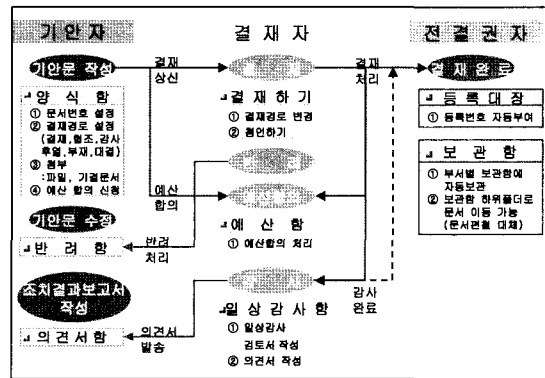 기안자
결재자
전결권자
기안문 작성
결재
상신
결재
처리
결재완료
양식함
① 문서번호 설정
② 결재경로 설정
(결재,협조,감사
후열,부재,대결)
③ 첨부
:파일, 기결문서
④ 예산 합의 신청
결재하기
① 결재경로 변경
② 첨언하기
등록대장
① 등록번호 자동부여
보관함
① 부서별 보관함에
자동보관
② 보관함 하위폴더로
문서 이동 가능
(문서편철 대체)
예산
합의
기안문 수정
반려함
반려
처리
예산함
① 예산합의 처리
조치결과보고서
작성
의견서함
의견서
발송
감사
완료
일상감사함
① 일상감사
검토서 작성
② 의견서 작성